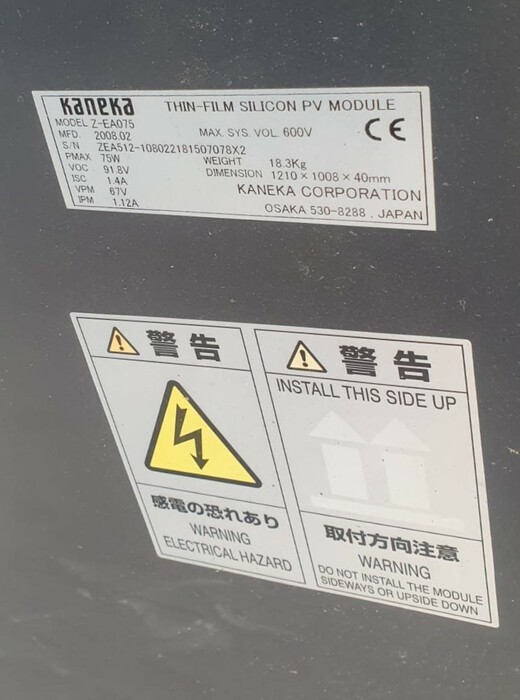 Kaneka THIN-FILM SILICON PV MODULE
MODEL Z-EA075
MFD. 2008.02 MAX. SYS. VOL. 600V CE
S/N ZEA512-108022181507078X2
PMAX 75W WEIGHT 18.3Kg
VOC 91.8V DIMENSION 1210 × 1008 × 40mm
ISC 1.4A KANEKA CORPORATION
VPM 67V
IPM 1.12A OSAKA 530-8288 . JAPAN
警告
感電の恐れあり
WARNING
ELECTRICAL HAZARD
警告
INSTALL THIS SIDE UP
取付方向注意
WARNING
DO NOT INSTALL THE MODULE
SIDEWAYS OR UPSIDE DOWN